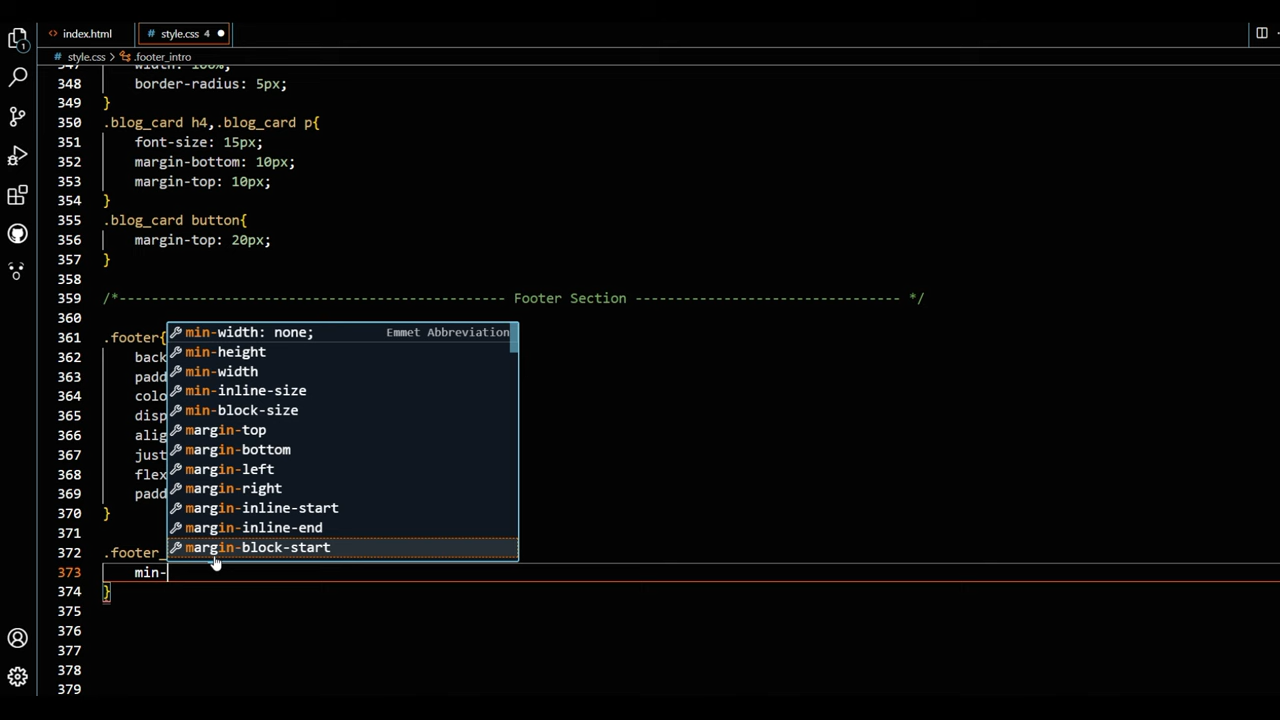 index.html
style.css 4
style.css > .footer_intro
348 border-radius: 5px;
349 }
350 .blog_card h4,.blog_card p{
351 font-size: 15px;
352 margin-bottom: 10px;
353 margin-top: 10px;
354 }
355 .blog_card button{
356 margin-top: 20px;
357 }
358
359 /*------------------------------------------------ Footer Section --------------------------------- */
360
361 .footer{
362 back
363 padd
364 colo
365 disp
366 alig
367 just
368 flex
369 padd
370 }
371
372 .footer_
373 min-
374 }
375
376
377
378
379
min-width: none; Emmet Abbreviation
min-height
min-width
min-inline-size
min-block-size
margin-top
margin-bottom
margin-left
margin-right
margin-inline-start
margin-inline-end
margin-block-start
1